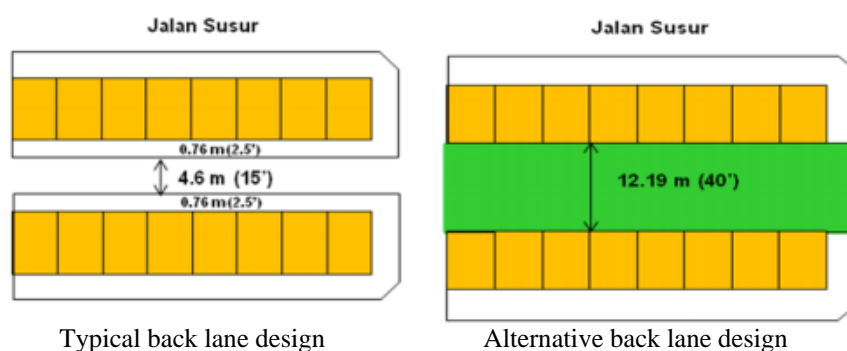 Jalan Susur
0.76 m(2.5')
4.6 m (15')
0.76 m(2.5')
Typical back lane design
Jalan Susur
12.19 m (40')
Alternative back lane design